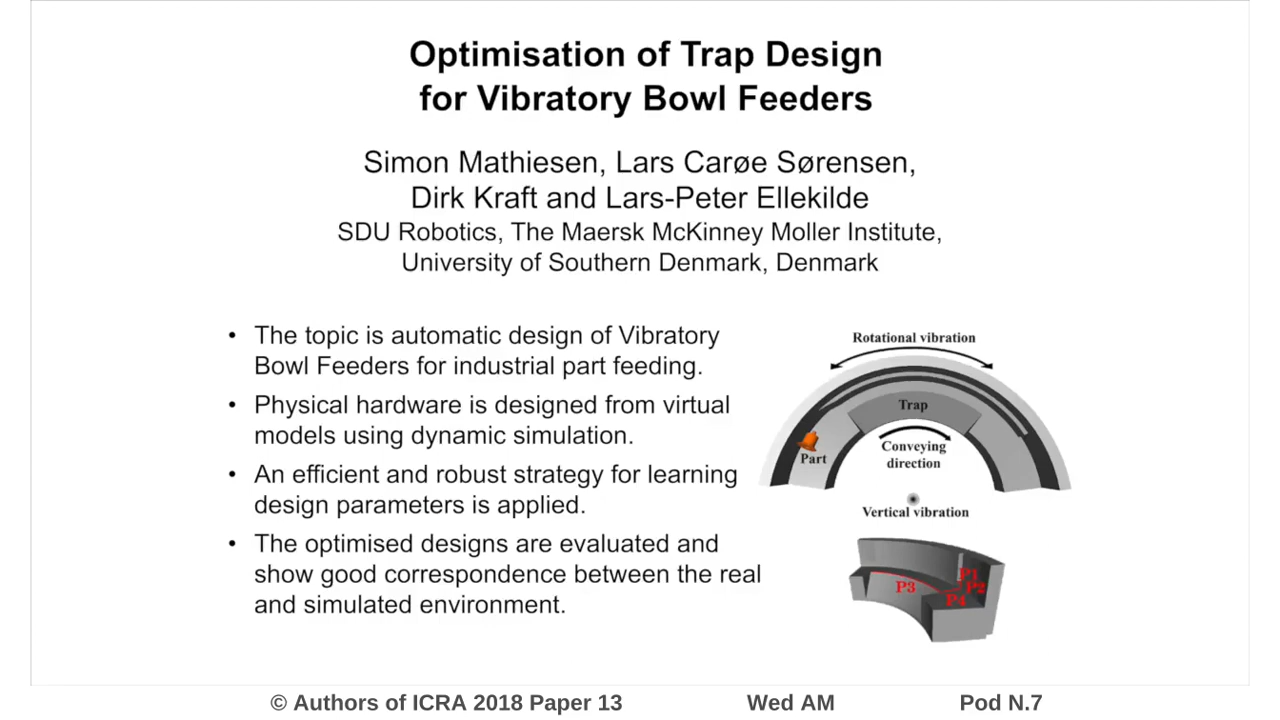 Optimisation of Trap Design
for Vibratory Bowl Feeders
Simon Mathiesen, Lars Carøe Sørensen,
Dirk Kraft and Lars-Peter Ellekilde
SDU Robotics, The Maersk McKinney Moller Institute,
University of Southern Denmark, Denmark
• The topic is automatic design of Vibratory
Bowl Feeders for industrial part feeding.
• Physical hardware is designed from virtual
models using dynamic simulation.
• An efficient and robust strategy for learning
design parameters is applied.
• The optimised designs are evaluated and
show good correspondence between the real
and simulated environment.
Rotational vibration
Trap
Part
Conveying
direction
Vertical vibration
P1
P2
P3
P4
© Authors of ICRA 2018 Paper 13 Wed AM Pod N.7